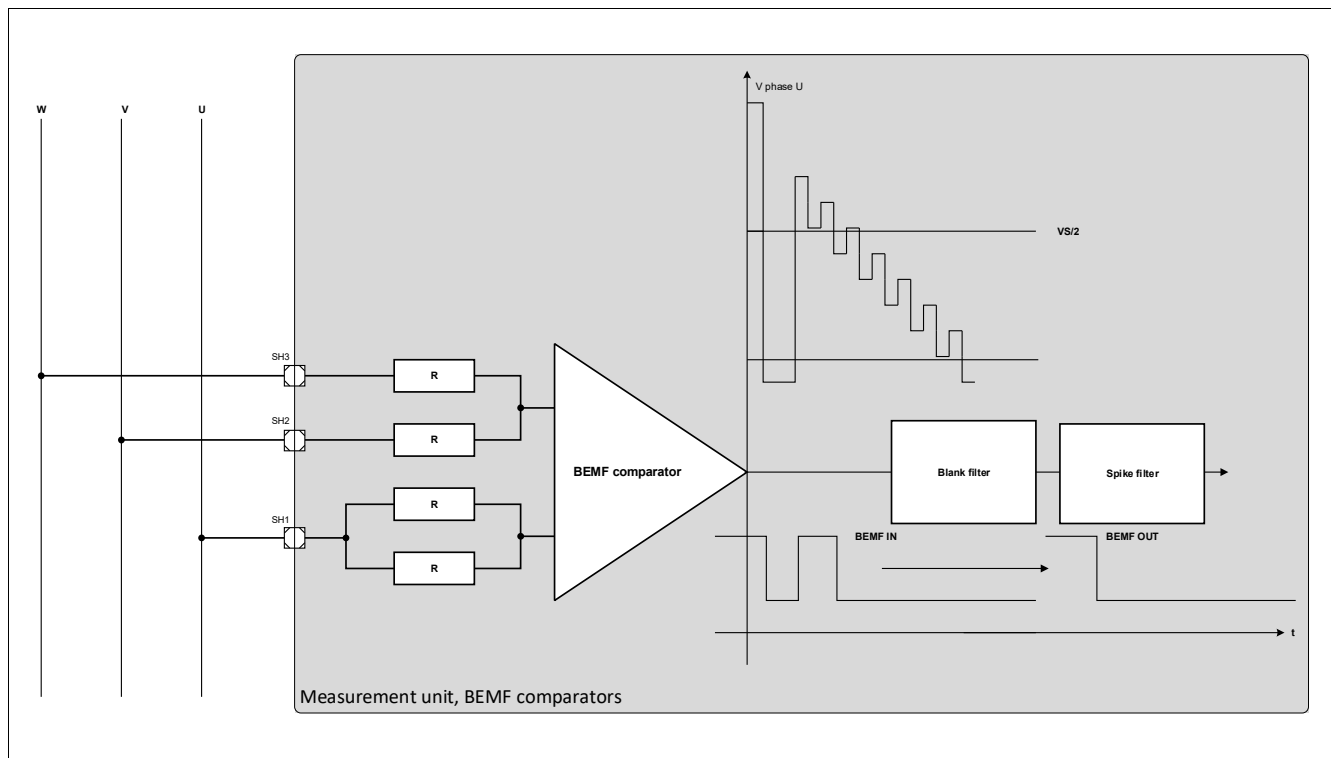 V phase U
W
V
U
VS/2
SH3
R
SH2
R
BEMF comparator
Blank filter
Spike filter
R
SH1
BEMF IN
BEMF OUT
R
t
Measurement unit, BEMF comparators